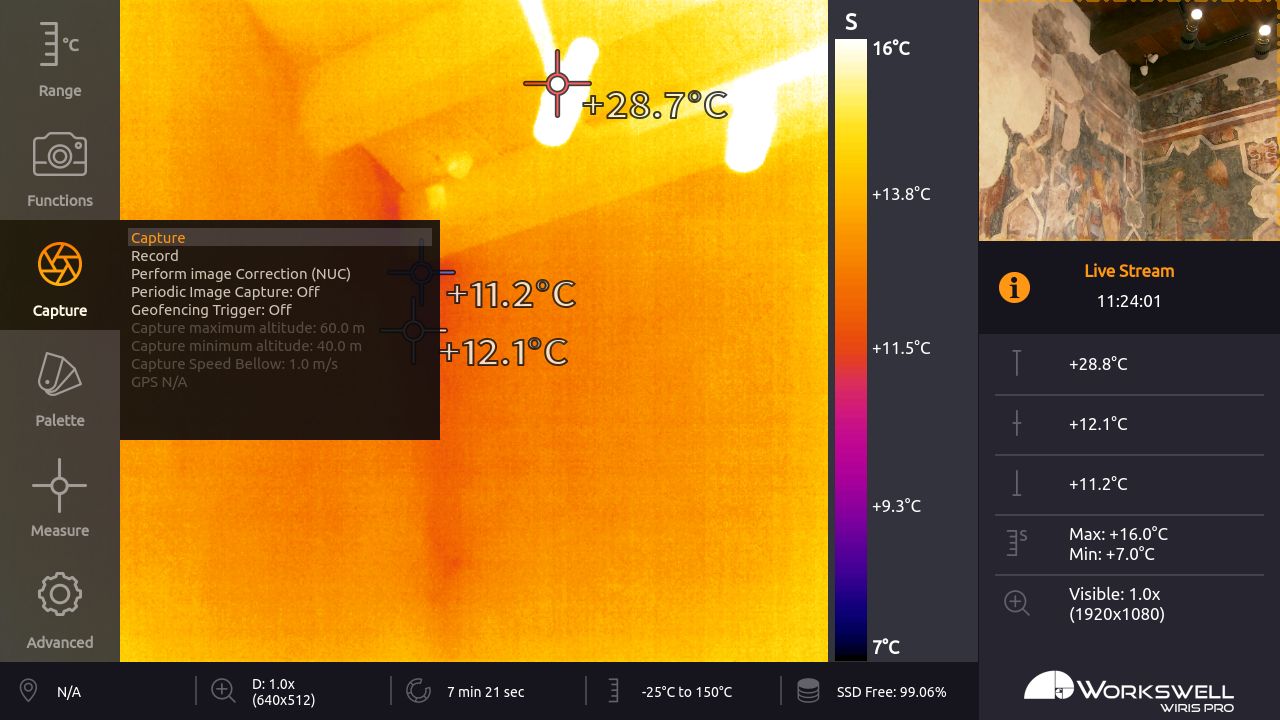 °C
Range
Functions
Capture
Palette
Measure
Advanced
Capture
Record
Perform image Correction (NUC)
Periodic Image Capture: Off
Geofencing Trigger: Off
Capture maximum altitude: 60.0 m
Capture minimum altitude: 40.0 m
Capture Speed Bellow: 1.0 m/s
GPS N/A
+28.7°C
+11.2°C
+12.1°C
S
16°C
+13.8°C
+11.5°C
+9.3°C
7°C
Live Stream
11:24:01
+28.8°C
+12.1°C
+11.2°C
S
Max: +16.0°C
Min: +7.0°C
Visible: 1.0x
(1920x1080)
N/A
D: 1.0x
(640x512)
7 min 21 sec
-25°C to 150°C
SSD Free: 99.06%
WORKSWELL
WIRIS PRO